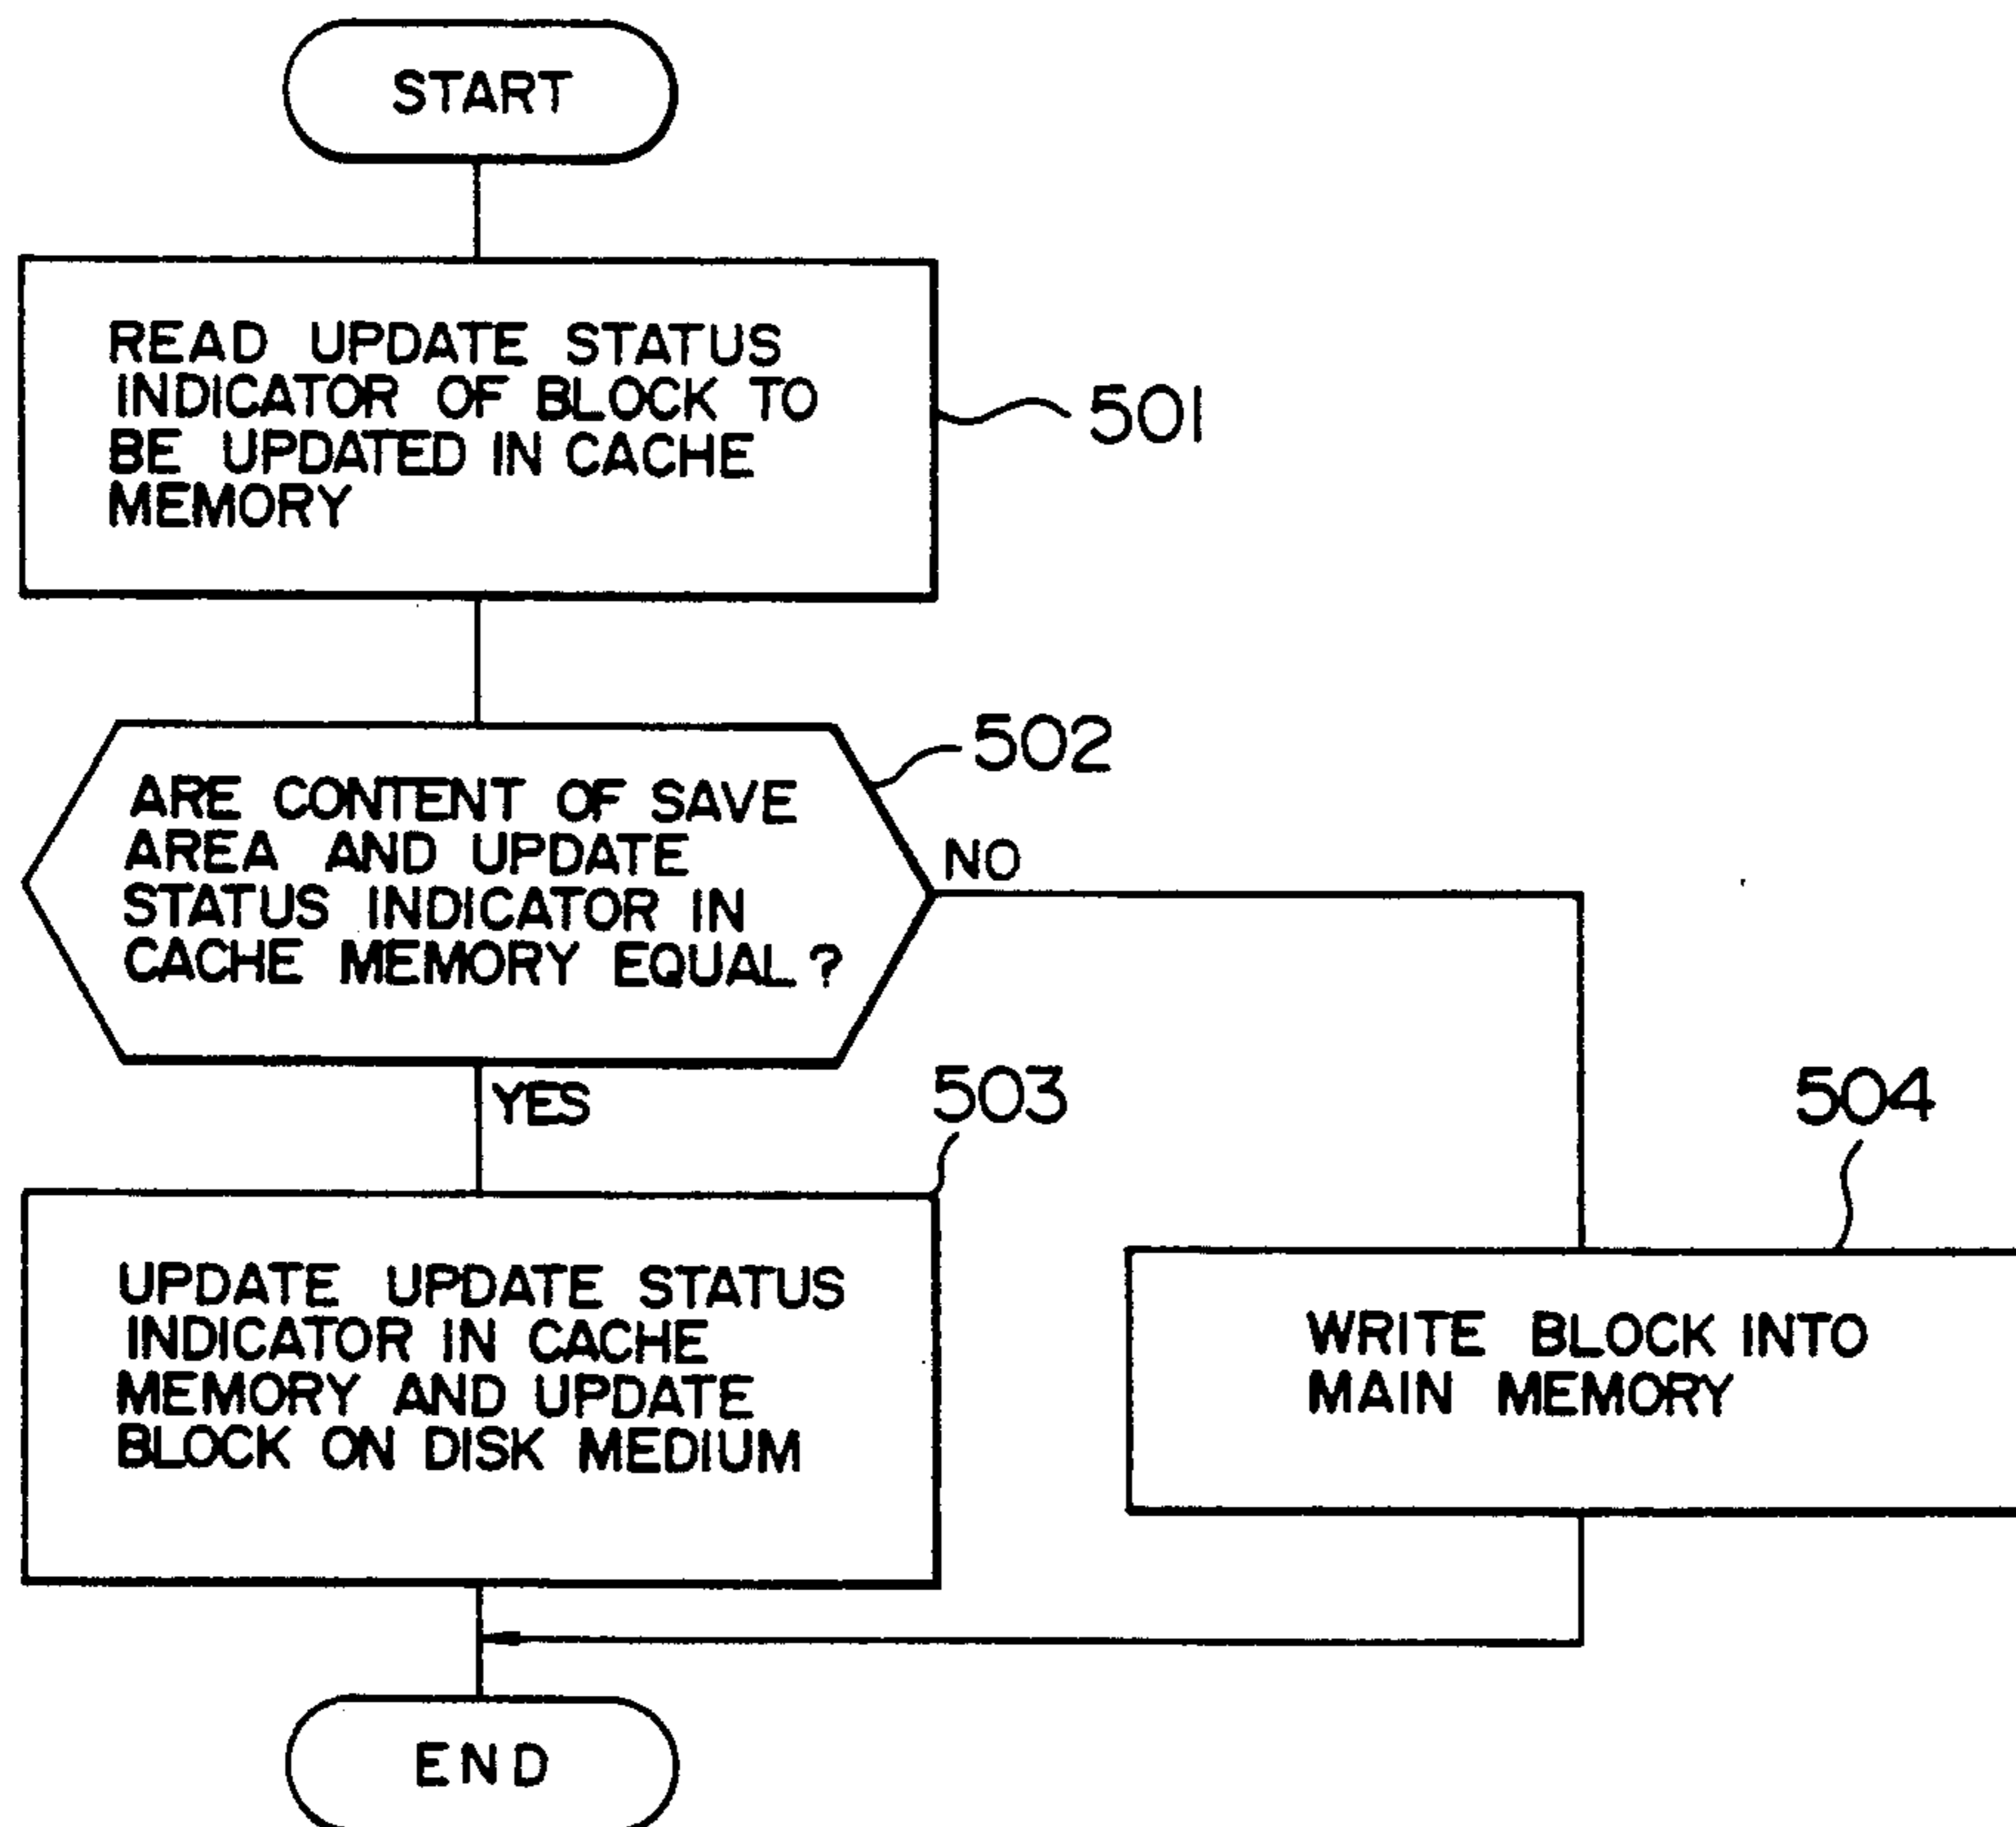 START
READ UPDATE STATUS
INDICATOR OF BLOCK TO
BE UPDATED IN CACHE
MEMORY
501
ARE CONTENT OF SAVE
AREA AND UPDATE
STATUS INDICATOR IN
CACHE MEMORY EQUAL?
502
NO
YES
503
UPDATE UPDATE STATUS
INDICATOR IN CACHE
MEMORY AND UPDATE
BLOCK ON DISK MEDIUM
504
WRITE BLOCK INTO
MAIN MEMORY
END